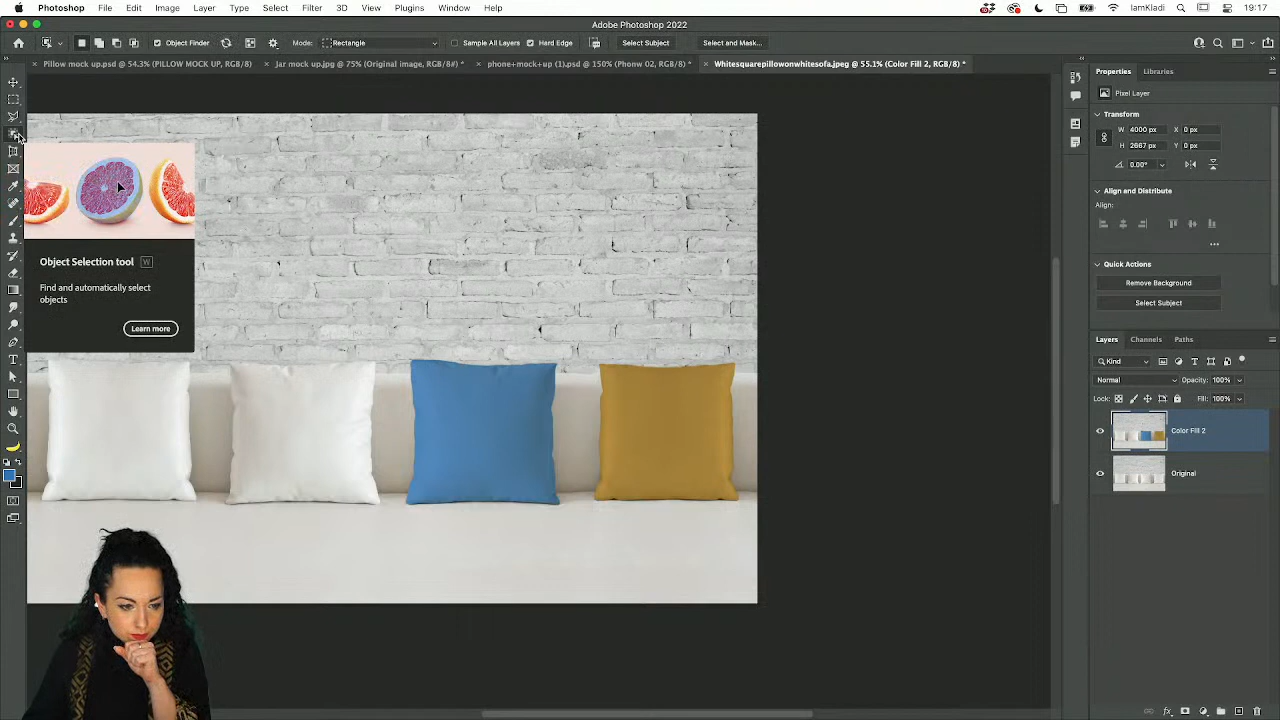 Photoshop File Edit Image Layer Type Select Filter 3D View Plugins Window Help IamKladi 19:17
Adobe Photoshop 2022
Object Finder Mode: Rectangle Sample All Layers Hard Edge Select Subject Select and Mask...
Pillow mock up.psd @ 54.3% (PILLOW MOCK UP, RGB/8) Jar mock up.jpg @ 75% (Original image, RGB/8#) * phone+mock+up (1).psd @ 150% (Phonw 02, RGB/8) * Whitesquarepillowonwhitesofa.jpeg @ 55.1% (Color Fill 2, RGB/8) *
Properties Libraries
Pixel Layer
Transform
W 4000 px X 0 px
H 2667 px Y 0 px
0.00°
Align and Distribute
Align:
Quick Actions
Remove Background
Select Subject
Object Selection tool W
Find and automatically select
objects
Learn more
Layers Channels Paths
Kind
Normal Opacity: 100%
Lock: Fill: 100%
Color Fill 2
Original